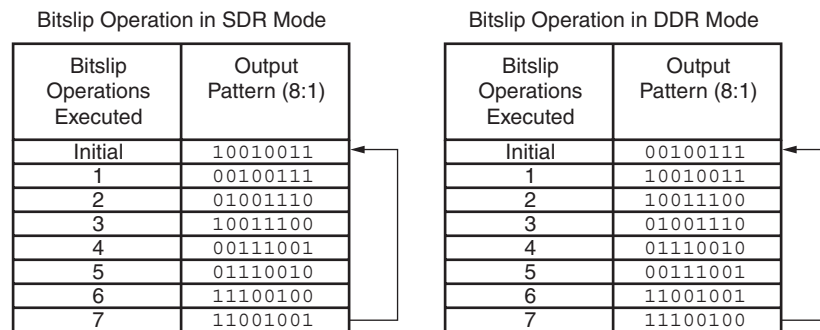 Bitslip Operation in SDR Mode
Bitslip Operations Executed Output Pattern (8:1)
Initial 10010011
1 00100111
2 01001110
3 10011100
4 00111001
5 01110010
6 11100100
7 11001001
Bitslip Operation in DDR Mode
Bitslip Operations Executed Output Pattern (8:1)
Initial 00100111
1 10010011
2 10011100
3 01001110
4 01110010
5 00111001
6 11001001
7 11100100